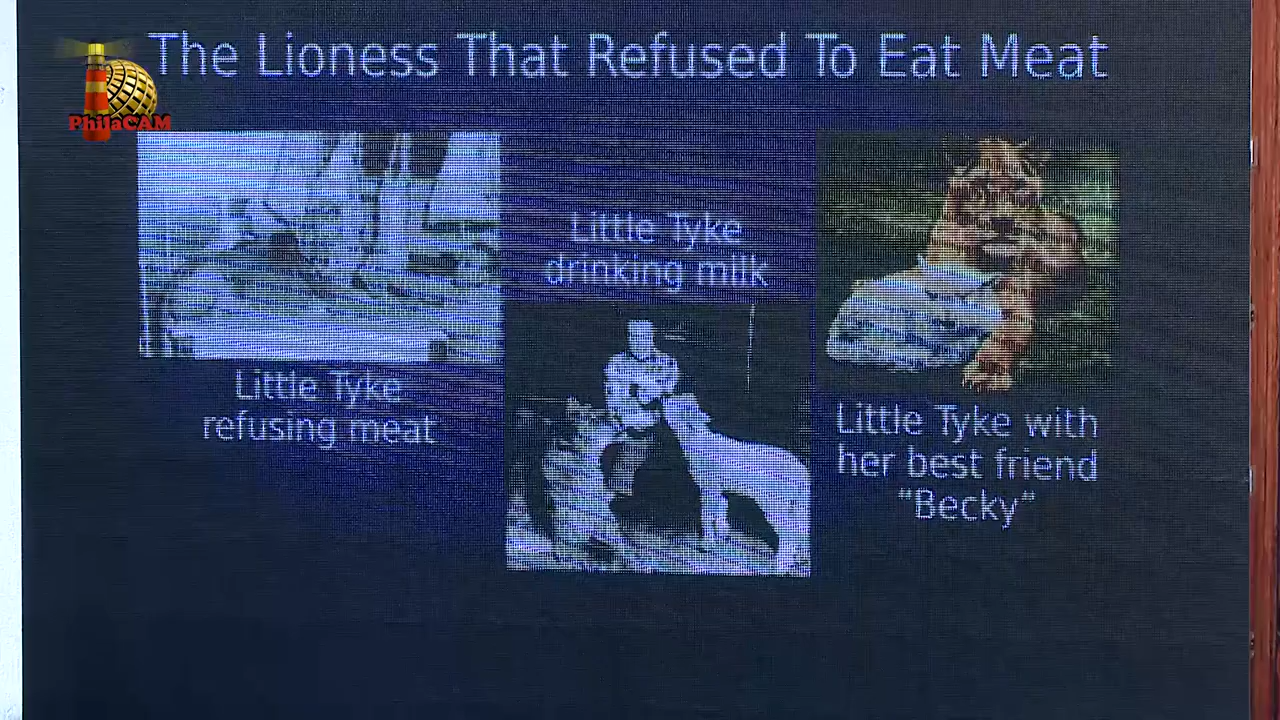 The Lioness That Refused To Eat Meat
PhilaCAM
Little Tyke
drinking milk
Little Tyke
refusing meat
Little Tyke with
her best friend
"Becky"